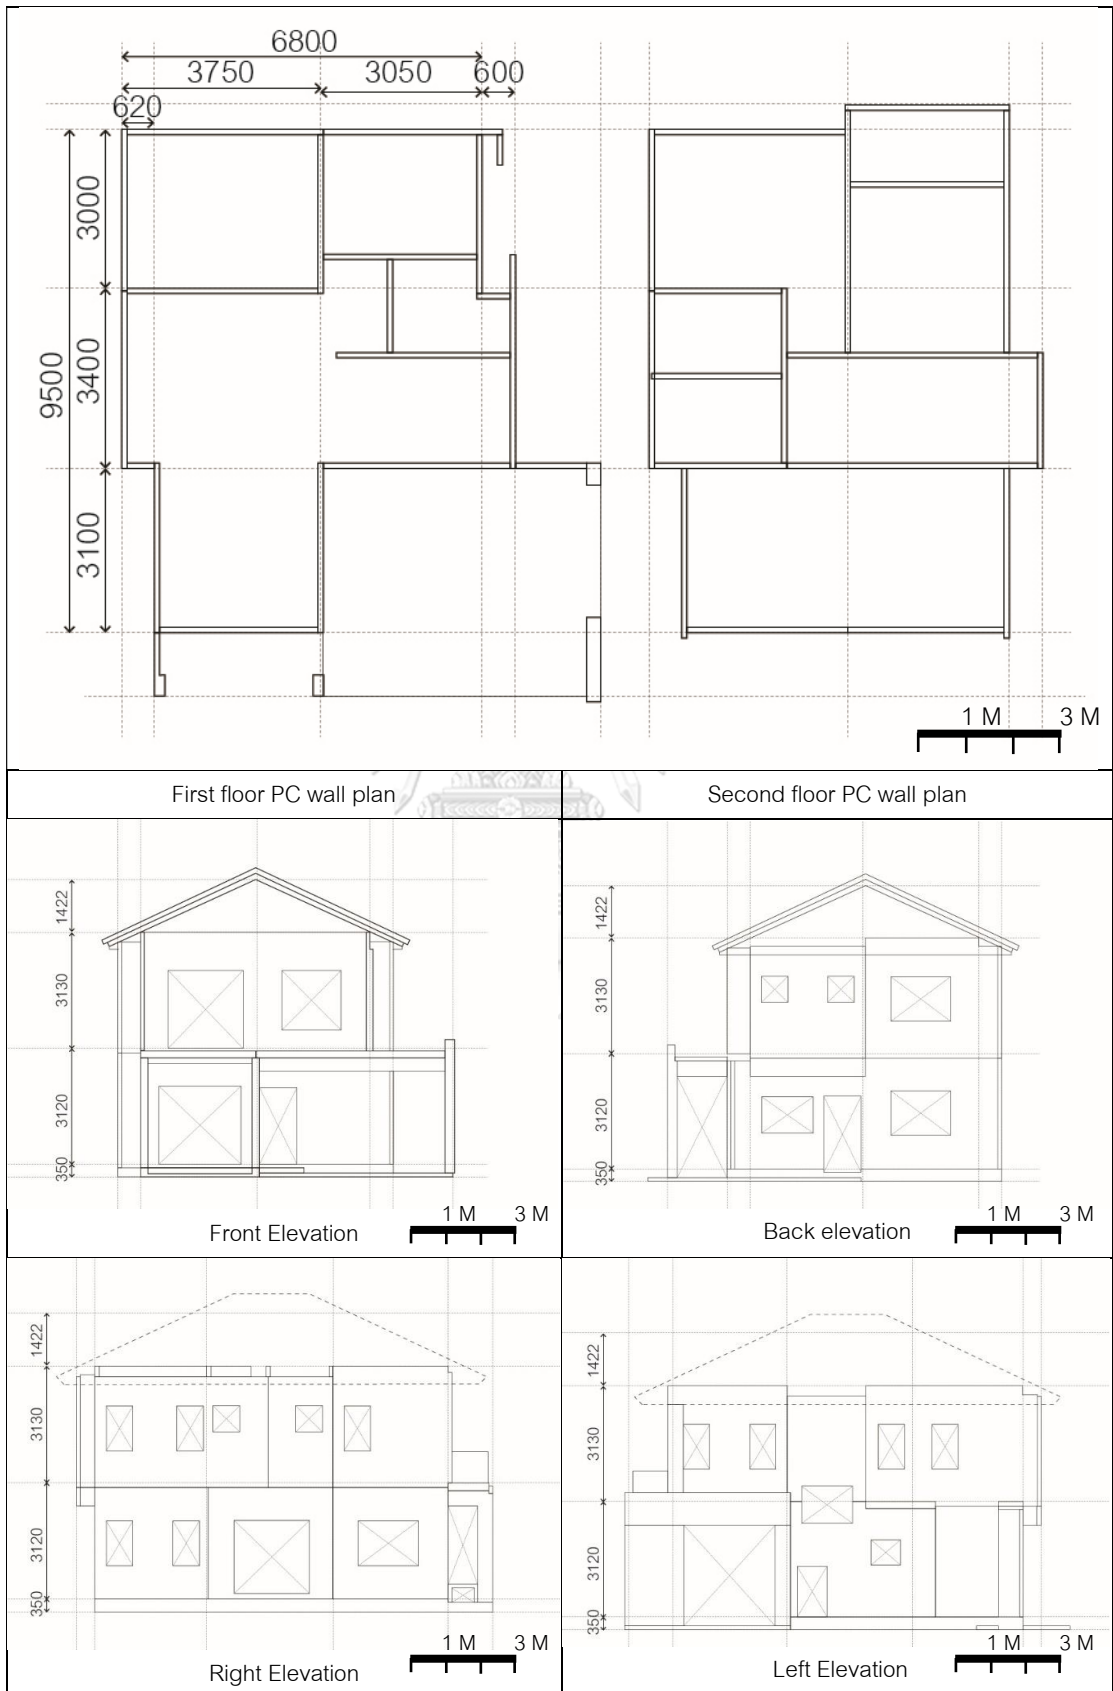 6800
3750 3050 600
620
3000
3400
9500
3100
1 M 3 M
First floor PC wall plan
Second floor PC wall plan
1422
3130
3120
350
Front Elevation
1 M 3 M
1422
3130
3120
350
Back elevation
1 M 3 M
1422
3130
3120
350
Right Elevation
1 M 3 M
1422
3130
3120
350
Left Elevation
1 M 3 M